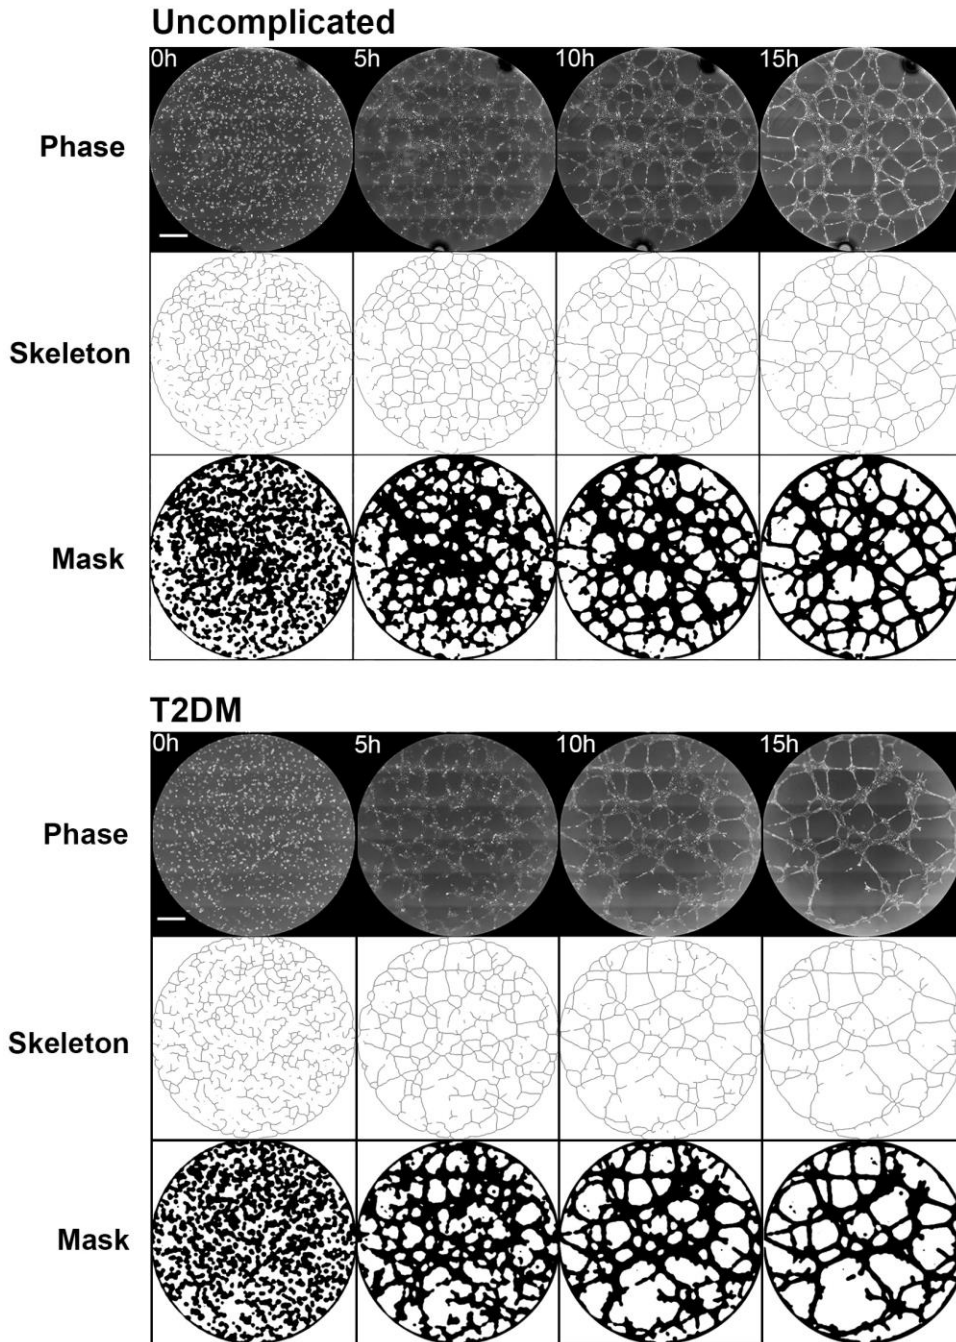 Uncomplicated
0h 5h 10h 15h
Phase
Skeleton
Mask
T2DM
0h 5h 10h 15h
Phase
Skeleton
Mask